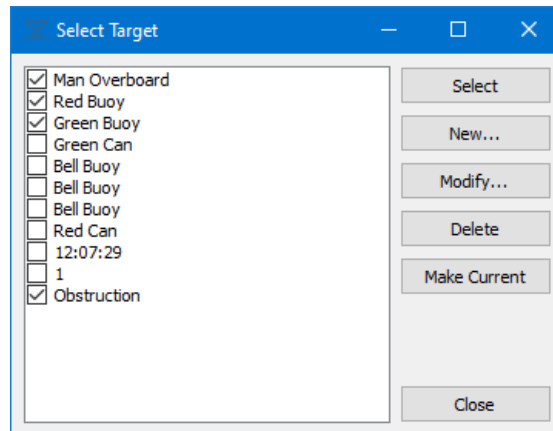 Select Target
Man Overboard
Red Buoy
Green Buoy
Green Can
Bell Buoy
Bell Buoy
Bell Buoy
Red Can
12:07:29
1
Obstruction
Select
New...
Modify...
Delete
Make Current
Close